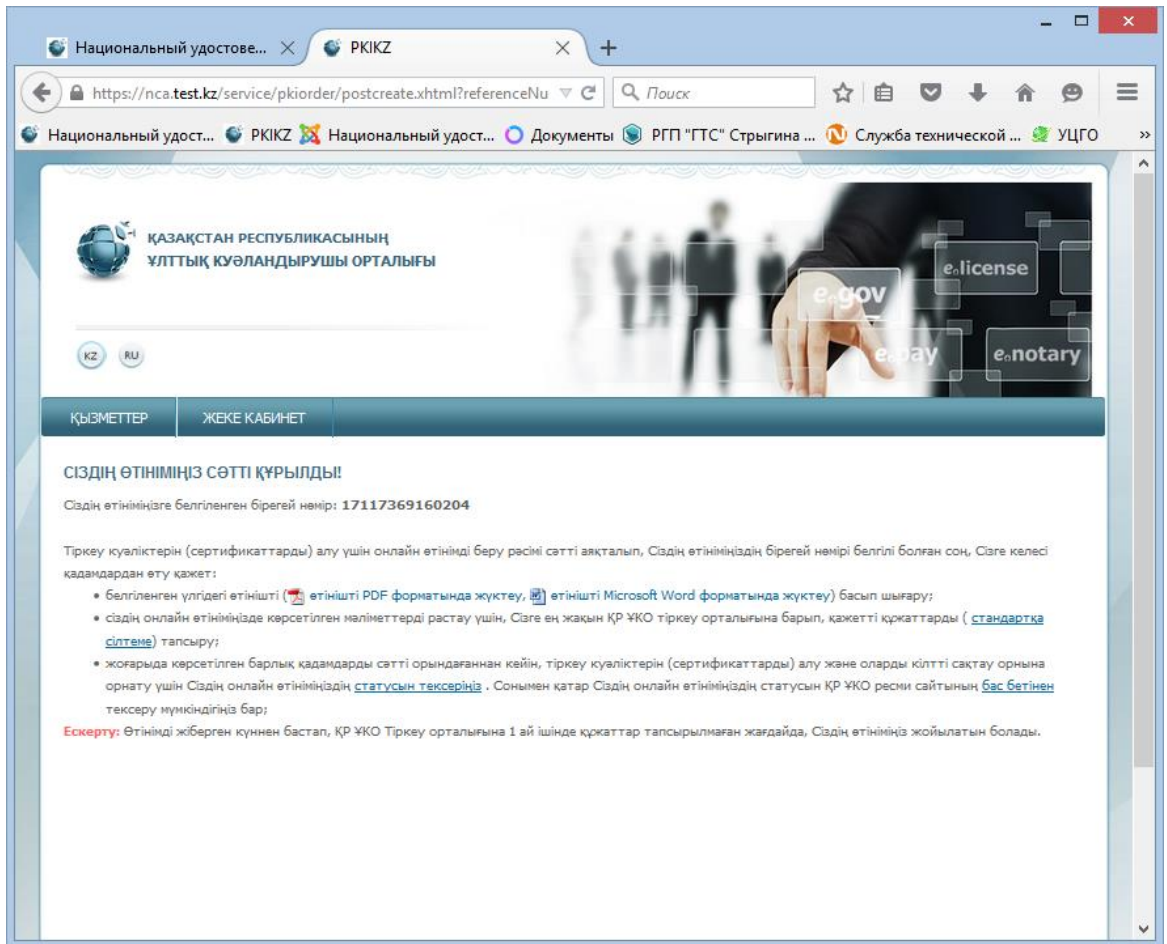 Национальный удостове...
PKIKZ
https://nca.test.kz/service/pkiorder/postcreate.xhtml?referenceNu
Поиск
Национальный удост... PKIKZ Национальный удост... Документы РГП "ГТС" Стрыгина ... Служба технической ... УЦГО »
ҚАЗАҚСТАН РЕСПУБЛИКАСЫНЫҢ
ҰЛТТЫҚ КУӘЛАНДЫРУШЫ ОРТАЛЫҒЫ
e.license
e.gov
e.pay
e.notary
KZ RU
ҚЫЗМЕТТЕР ЖЕКЕ КАБИНЕТ
СІЗДІҢ ӨТІНІМІҢІЗ СӘТТІ ҚҰРЫЛДЫ!
Сіздің өтініміңізге белгіленген бірегей нөмір: 17117369160204
Тіркеу куәліктерін (сертификаттарды) алу үшін онлайн өтінімді беру рәсімі сәтті аяқталып, Сіздің өтініміңіздің бірегей нөмірі белгілі болған соң, Сізге келесі
қадамдардан өту қажет:
• белгіленген үлгідегі өтінішті ( өтінішті PDF форматында жүктеу, өтінішті Microsoft Word форматында жүктеу) басып шығару;
• сіздің онлайн өтініміңізде көрсетілген мәліметтерді растау үшін, Сізге ең жақын ҚР ҰКО тіркеу орталығына барып, қажетті құжаттарды ( стандартқа
сілтеме) тапсыру;
• жоғарыда көрсетілген барлық қадамдарды сәтті орындағаннан кейін, тіркеу куәліктерін (сертификаттарды) алу және оларды кілтті сақтау орнына
орнату үшін Сіздің онлайн өтініміңіздің статусын тексеріңіз . Сонымен қатар Сіздің онлайн өтініміңіздің статусын ҚР ҰКО ресми сайтының бас бетінен
тексеру мүмкіндігіңіз бар;
Ескерту: Өтінімді жіберген күннен бастап, ҚР ҰКО Тіркеу орталығына 1 ай ішінде құжаттар тапсырылмаған жағдайда, Сіздің өтініміңіз жойылатын болады.